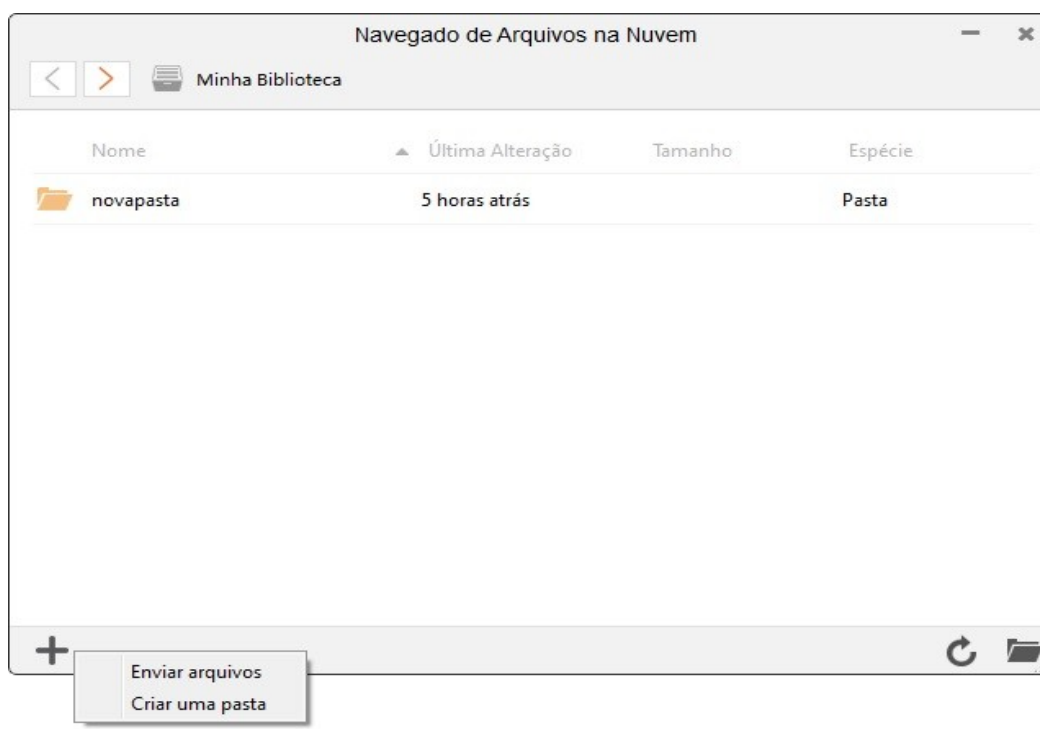 Navegado de Arquivos na Nuvem
Minha Biblioteca
Nome Última Alteração Tamanho Espécie
novapasta 5 horas atrás Pasta
Enviar arquivos
Criar uma pasta